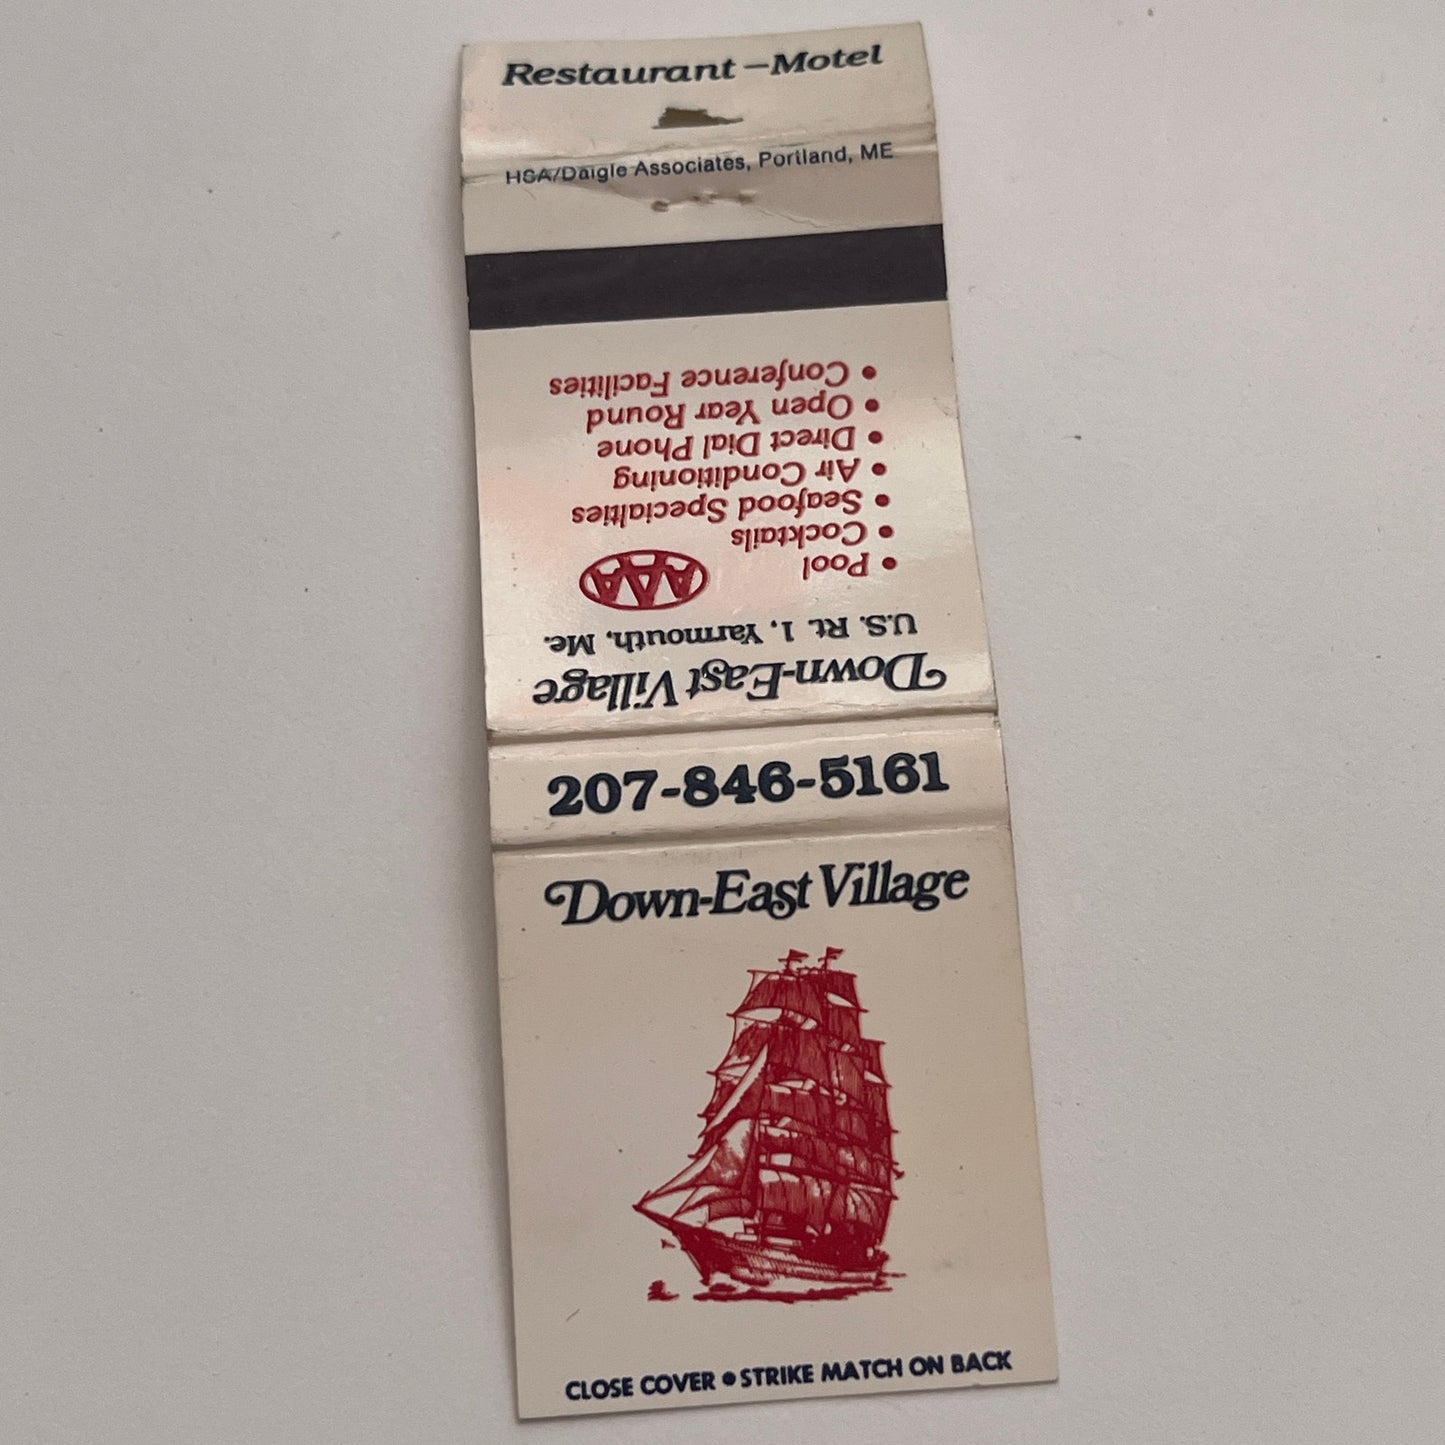 Restaurant—Motel
HSA/Daigle Associates, Portland, ME
Down-East Village
U.S. Rt. 1, Yarmouth, Me.
• Pool
AAA
• Cocktails
• Seafood Specialties
• Air Conditioning
• Direct Dial Phone
• Open Year Round
• Conference Facilities
207-846-5161
Down-East Village
CLOSE COVER • STRIKE MATCH ON BACK